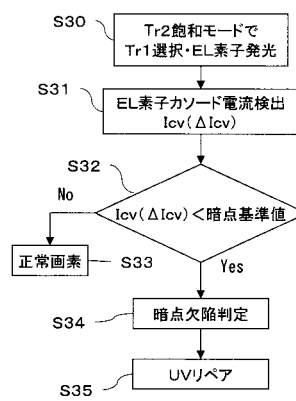 S30
Tr2飽和モードで
Tr1選択・EL素子発光
S31
EL素子カソード電流検出
Icv(ΔIcv)
S32
No
Icv(ΔIcv)<暗点基準値
正常画素
S33
Yes
S34
暗点欠陥判定
UVリペア
S35